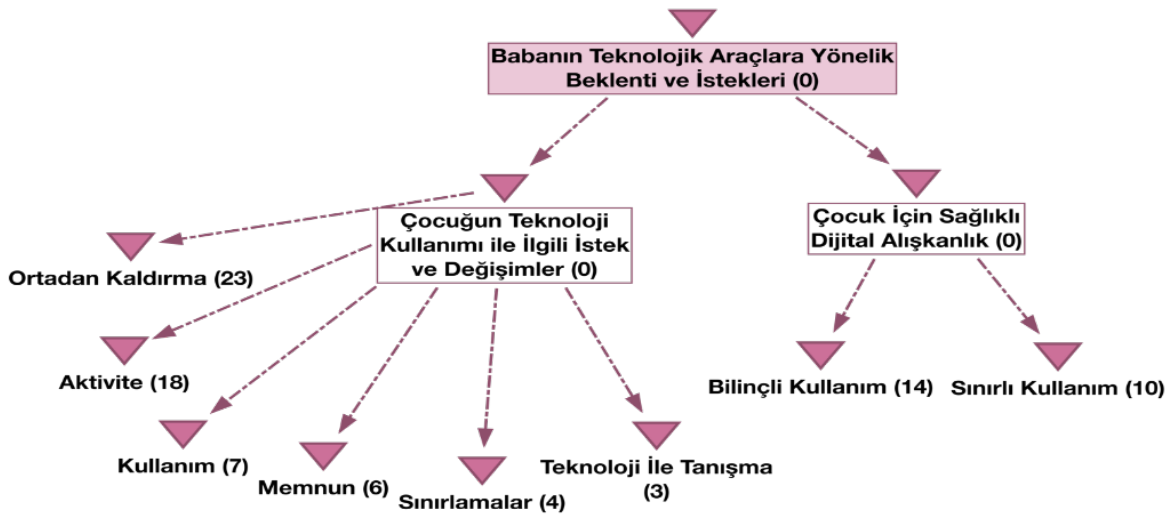 Babanın Teknolojik Araçlara Yönelik
Beklenti ve İstekleri (0)
Çocuğun Teknoloji
Kullanımı ile İlgili İstek
ve Değişimler (0)
Çocuk İçin Sağlıklı
Dijital Alışkanlık (0)
Ortadan Kaldırma (23)
Aktivite (18)
Kullanım (7)
Memnun (6)
Sınırlamalar (4)
Teknoloji İle Tanışma
(3)
Bilinçli Kullanım (14)
Sınırlı Kullanım (10)